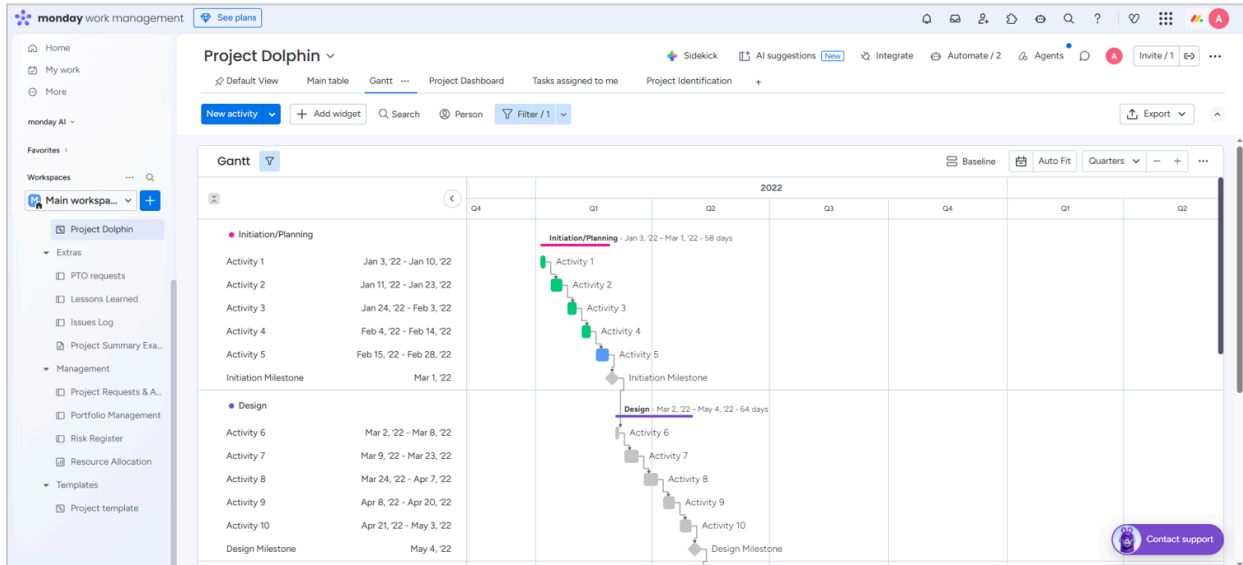 monday work management See plans
Home
My work
More
monday AI
Favorites
Workspaces
Main workspa...
Project Dolphin
Extras
PTO requests
Lessons Learned
Issues Log
Project Summary Exa...
Management
Project Requests & A...
Portfolio Management
Risk Register
Resource Allocation
Templates
Project template
Project Dolphin
Sidekick AI suggestions New Integrate Automate / 2 Agents A Invite / 1
Default View Main table Gantt Project Dashboard Tasks assigned to me Project Identification +
New activity + Add widget Search Person Filter / 1 Export
Gantt Baseline Auto Fit Quarters − +
2022
Q4 Q1 Q2 Q3 Q4 Q1 Q2
Initiation/Planning Initiation/Planning - Jan 3, '22 - Mar 1, '22 - 58 days
Activity 1 Jan 3, '22 - Jan 10, '22 Activity 1
Activity 2 Jan 11, '22 - Jan 23, '22 Activity 2
Activity 3 Jan 24, '22 - Feb 3, '22 Activity 3
Activity 4 Feb 4, '22 - Feb 14, '22 Activity 4
Activity 5 Feb 15, '22 - Feb 28, '22 Activity 5
Initiation Milestone Mar 1, '22 Initiation Milestone
Design Design - Mar 2, '22 - May 4, '22 - 64 days
Activity 6 Mar 2, '22 - Mar 8, '22 Activity 6
Activity 7 Mar 9, '22 - Mar 23, '22 Activity 7
Activity 8 Mar 24, '22 - Apr 7, '22 Activity 8
Activity 9 Apr 8, '22 - Apr 20, '22 Activity 9
Activity 10 Apr 21, '22 - May 3, '22 Activity 10
Design Milestone May 4, '22 Design Milestone
Contact support